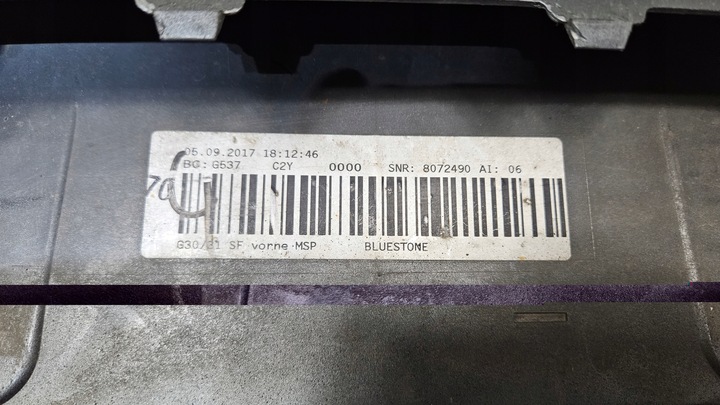 05.09.2017 18:12:46
BG: G537 C2Y 0000 SNR: 8072490 AI: 06
70
G30/31 SF vorne MSP BLUESTONE